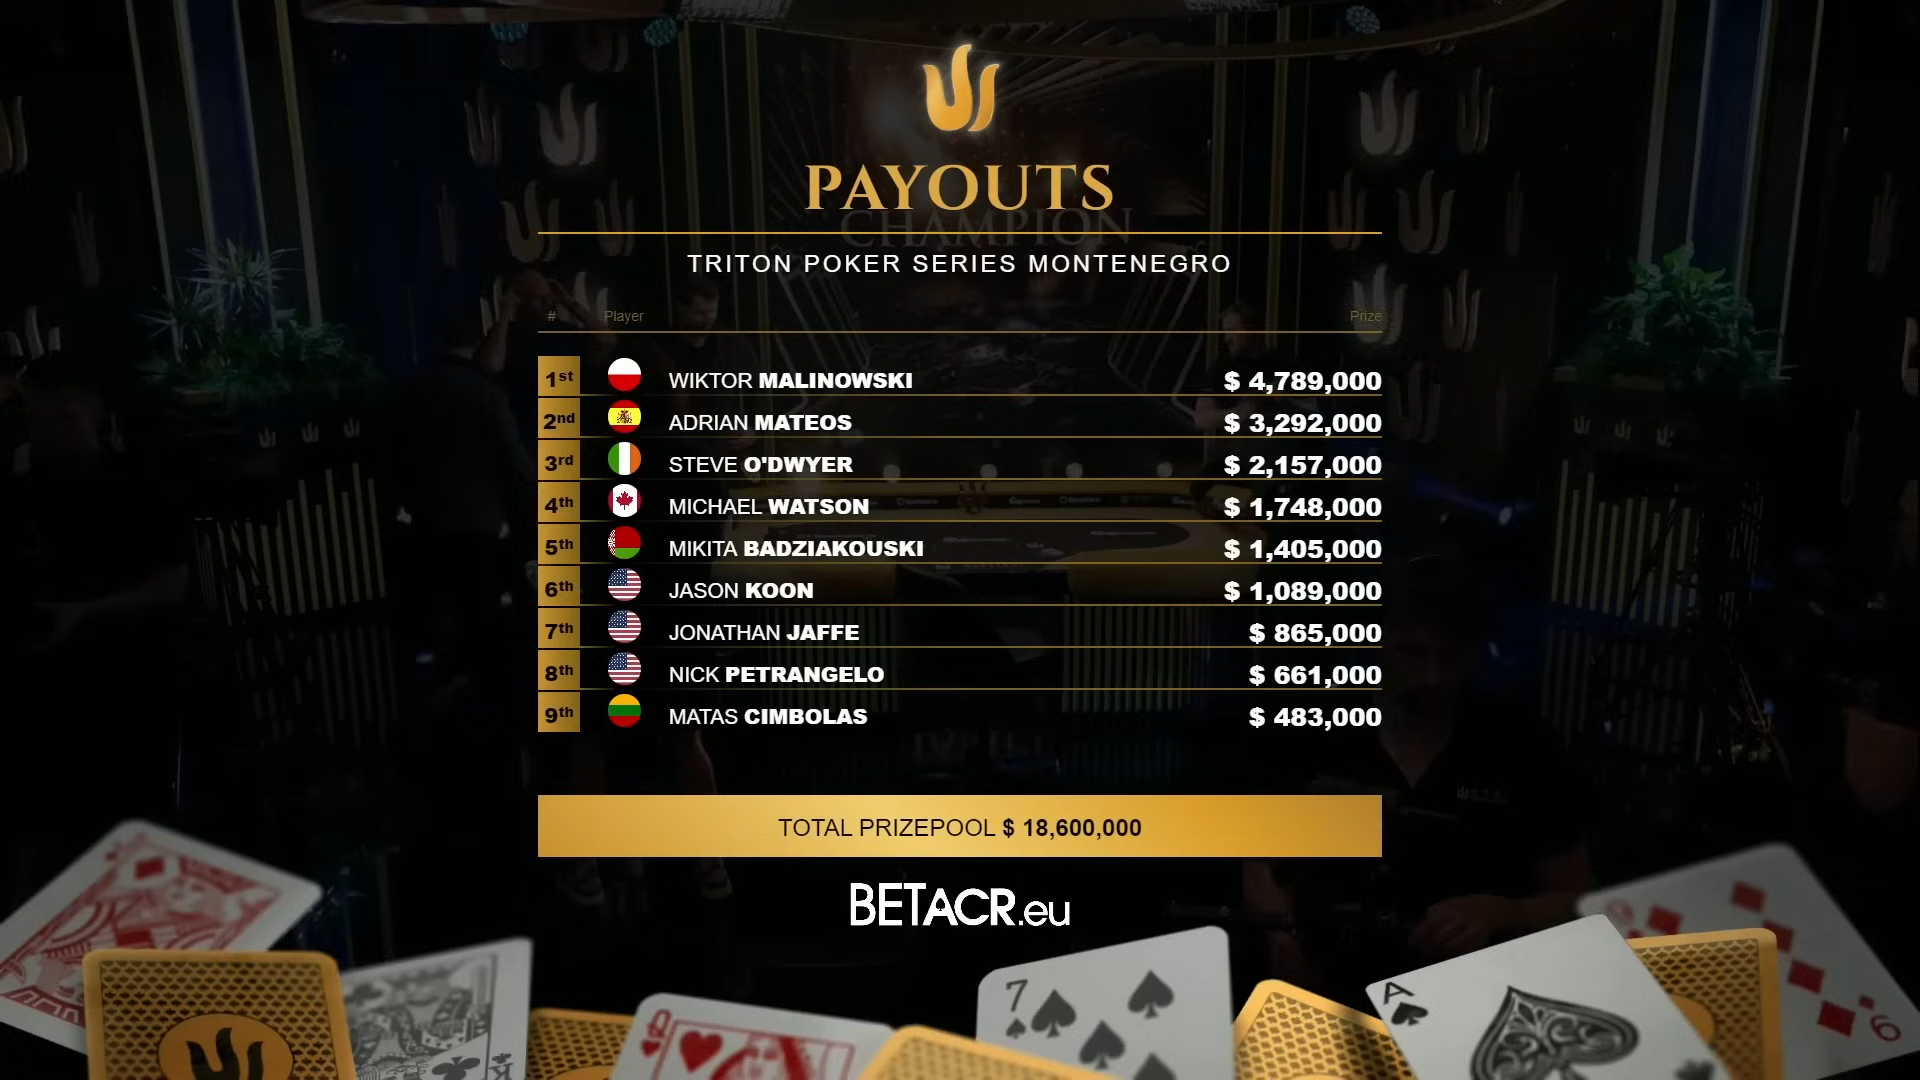 PAYOUTS
CHAMPION
TRITON POKER SERIES MONTENEGRO
# Player Prize
1st WIKTOR MALINOWSKI $ 4,789,000
2nd ADRIAN MATEOS $ 3,292,000
3rd STEVE O'DWYER $ 2,157,000
4th MICHAEL WATSON $ 1,748,000
5th MIKITA BADZIAKOUSKI $ 1,405,000
6th JASON KOON $ 1,089,000
7th JONATHAN JAFFE $ 865,000
8th NICK PETRANGELO $ 661,000
9th MATAS CIMBOLAS $ 483,000
TOTAL PRIZEPOOL $ 18,600,000
BETACR.eu
7
A
Q
K
9